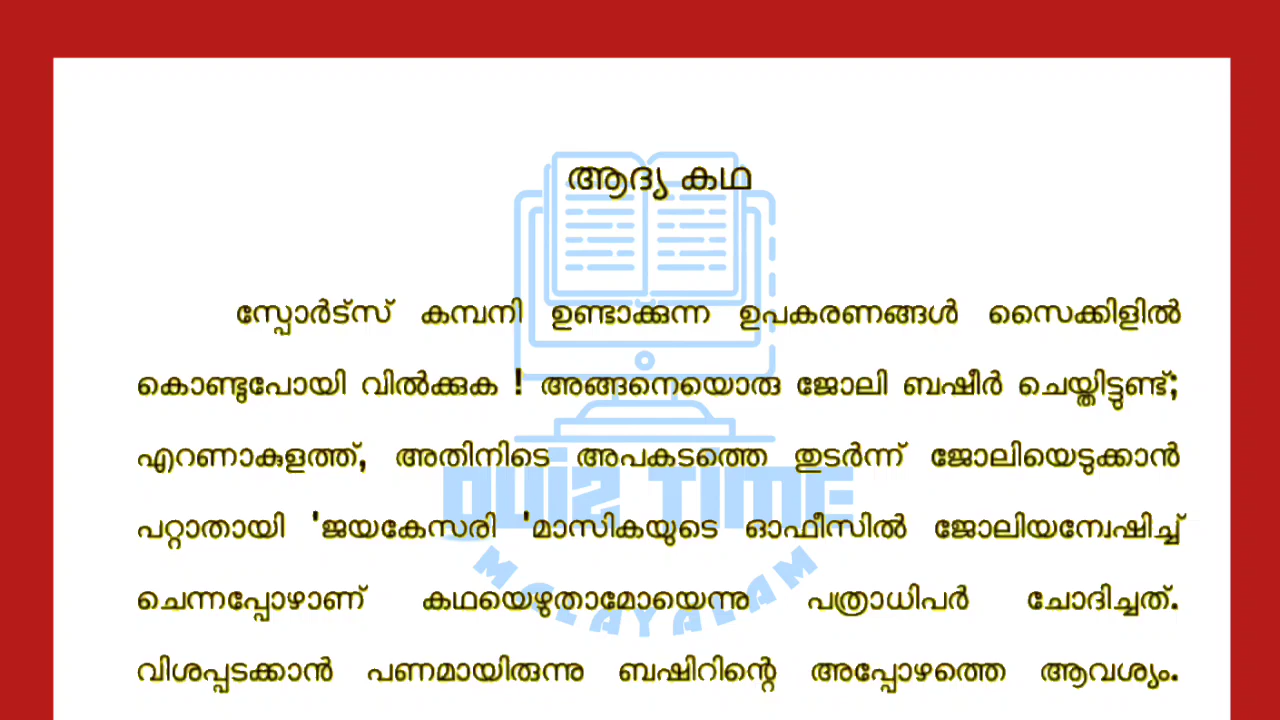 ആദ്യ കഥ
സ്പോർട്സ് കമ്പനി ഉണ്ടാക്കുന്ന ഉപകരണങ്ങൾ സൈക്കിളിൽ
കൊണ്ടുപോയി വിൽക്കുക ! അങ്ങനെയൊരു ജോലി ബഷീർ ചെയ്തിട്ടുണ്ട്;
എറണാകുളത്ത്, അതിനിടെ അപകടത്തെ തുടർന്ന് ജോലിയെടുക്കാൻ
പറ്റാതായി 'ജയകേസരി 'മാസികയുടെ ഓഫീസിൽ ജോലിയന്വേഷിച്ച്
ചെന്നപ്പോഴാണ് കഥയെഴുതാമോയെന്നു പത്രാധിപർ ചോദിച്ചത്.
വിശപ്പടക്കാൻ പണമായിരുന്നു ബഷിറിന്റെ അപ്പോഴത്തെ ആവശ്യം.
QUIZ TIME
MALAYALAM